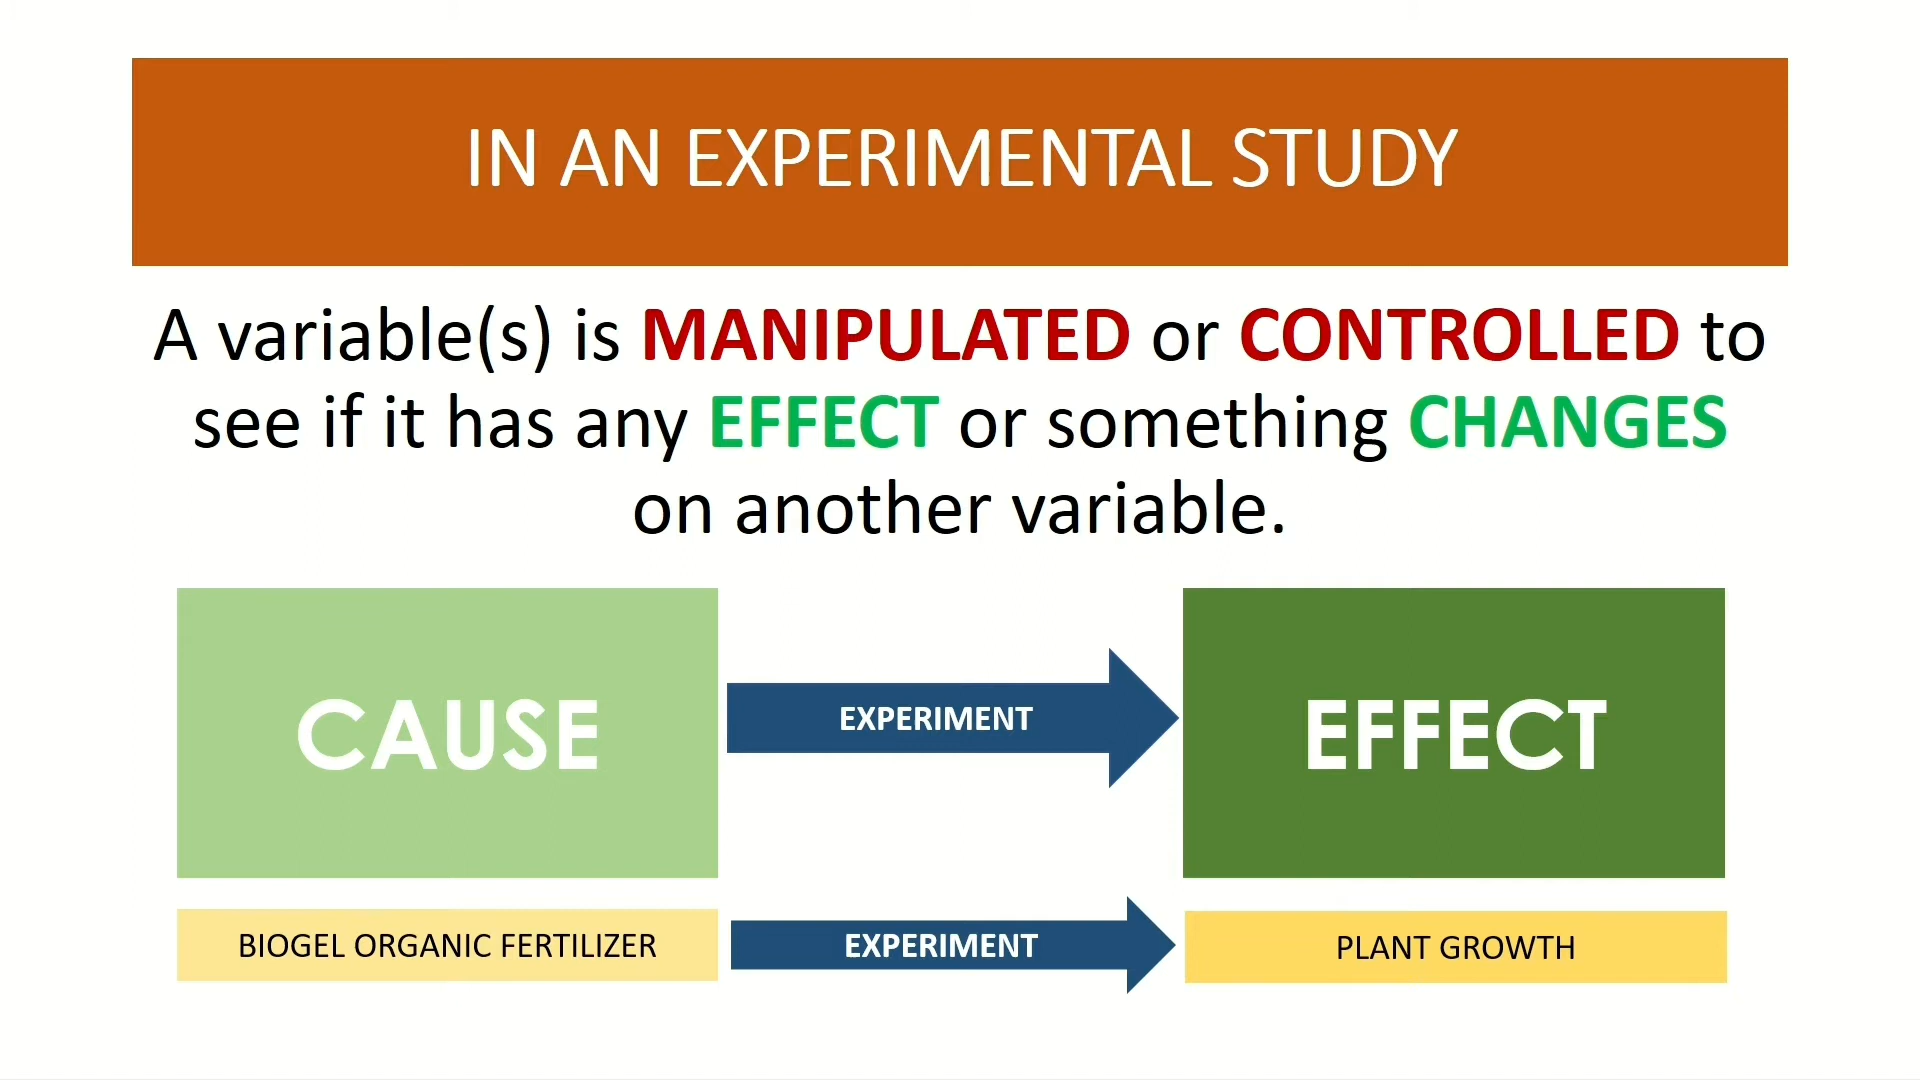 IN AN EXPERIMENTAL STUDY
A variable(s) is MANIPULATED or CONTROLLED to
see if it has any EFFECT or something CHANGES
on another variable.
CAUSE
EXPERIMENT
EFFECT
BIOGEL ORGANIC FERTILIZER
EXPERIMENT
PLANT GROWTH